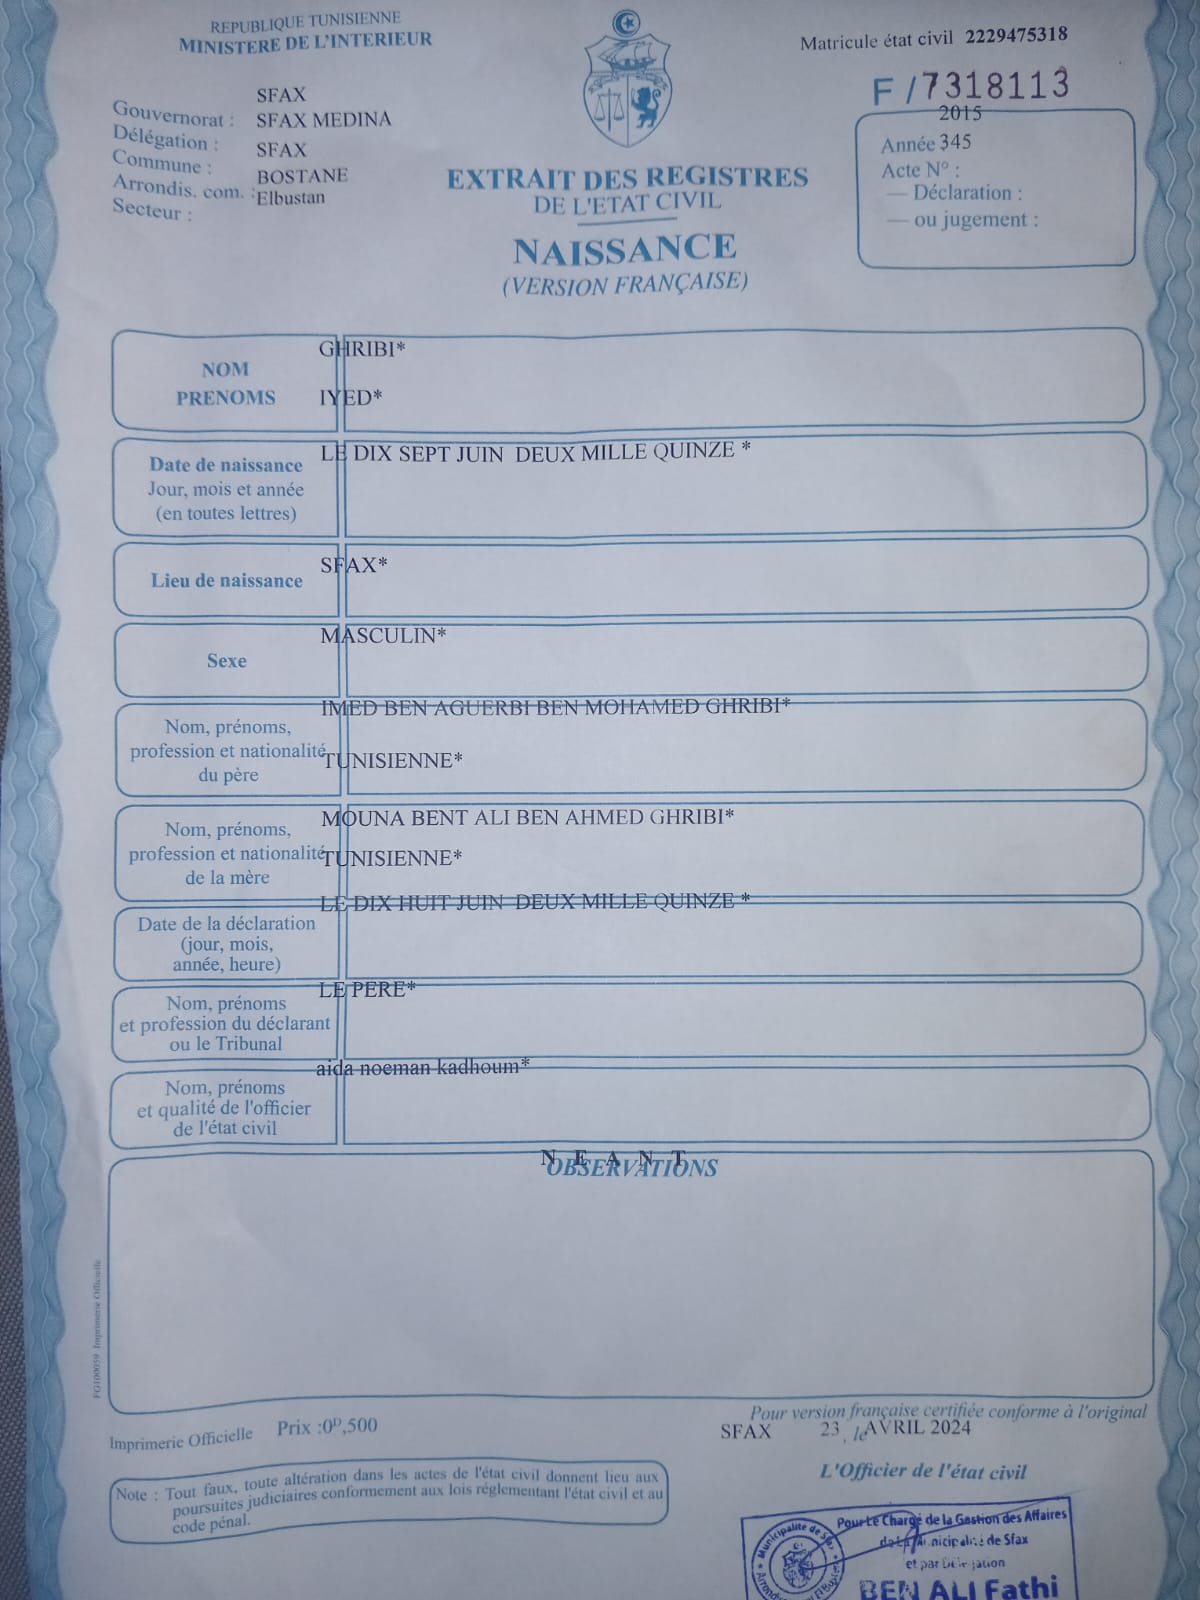 REPUBLIQUE TUNISIENNE
MINISTERE DE L'INTERIEUR
Matricule état civil 2229475318
F/7318113
Gouvernorat : SFAX
Délégation : SFAX MEDINA
Commune : SFAX
Arrondis. com. : BOSTANE
Secteur : Elbustan
2015
Année 345
Acte N° :
— Déclaration :
— ou jugement :
EXTRAIT DES REGISTRES
DE L'ETAT CIVIL
NAISSANCE
(VERSION FRANÇAISE)
NOM GHRIBI*
PRENOMS IYED*
Date de naissance LE DIX SEPT JUIN DEUX MILLE QUINZE *
Jour, mois et année
(en toutes lettres)
Lieu de naissance SFAX*
Sexe MASCULIN*
IMED BEN AGUERBI BEN MOHAMED GHRIBI*
Nom, prénoms,
profession et nationalité TUNISIENNE*
du père
MOUNA BENT ALI BEN AHMED GHRIBI*
Nom, prénoms,
profession et nationalité TUNISIENNE*
de la mère
LE DIX HUIT JUIN DEUX MILLE QUINZE *
Date de la déclaration
(jour, mois,
année, heure)
LE PERE*
Nom, prénoms
et profession du déclarant
ou le Tribunal
aida noeman kadhoum*
Nom, prénoms
et qualité de l'officier
de l'état civil
N E A N T
OBSERVATIONS
FG100059 Imprimerie Officielle
Imprimerie Officielle Prix :0ᴰ,500
Pour version française certifiée conforme à l'original
SFAX 23 , le AVRIL 2024
L'Officier de l'état civil
Note : Tout faux, toute altération dans les actes de l'état civil donnent lieu aux
poursuites judiciaires conformement aux lois réglementant l'état civil et au
code pénal.
Pour Le Chargé de la Gestion des Affaires
de la Municipalité de Sfax
et par Délégation
BEN ALI Fathi
Municipalité de Sfax